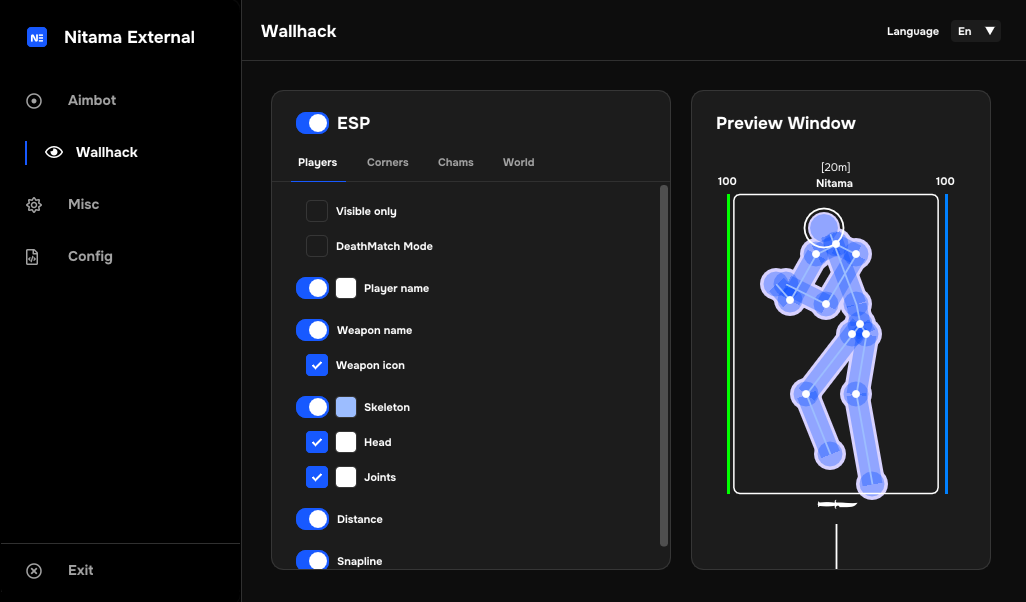 NE
Nitama External
Wallhack
Language
En
Aimbot
Wallhack
Misc
Config
Exit
ESP
Players Corners Chams World
Visible only
DeathMatch Mode
Player name
Weapon name
Weapon icon
Skeleton
Head
Joints
Distance
Snapline
Preview Window
[20m]
100 Nitama 100